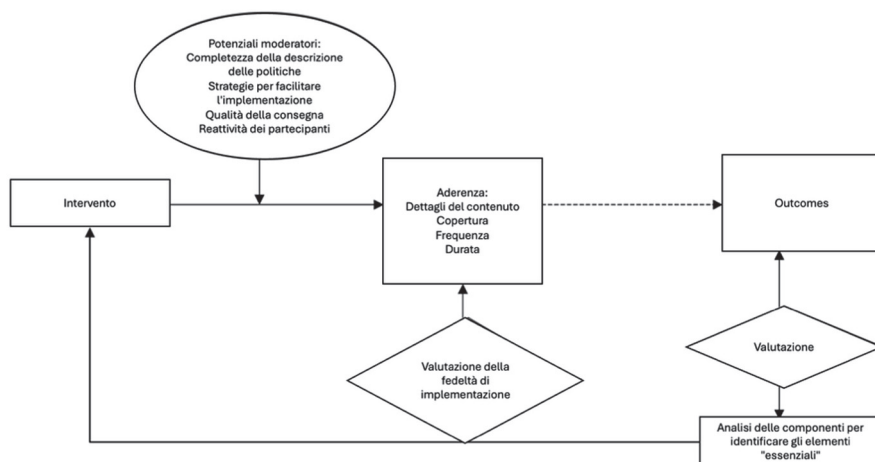 Potenziali moderatori:
Completezza della descrizione
delle politiche
Strategie per facilitare
l'implementazione
Qualità della consegna
Reattività dei partecipanti
Intervento
Aderenza:
Dettagli del contenuto
Copertura
Frequenza
Durata
Outcomes
Valutazione della
fedeltà di
implementazione
Valutazione
Analisi delle componenti per
identificare gli elementi
"essenziali"